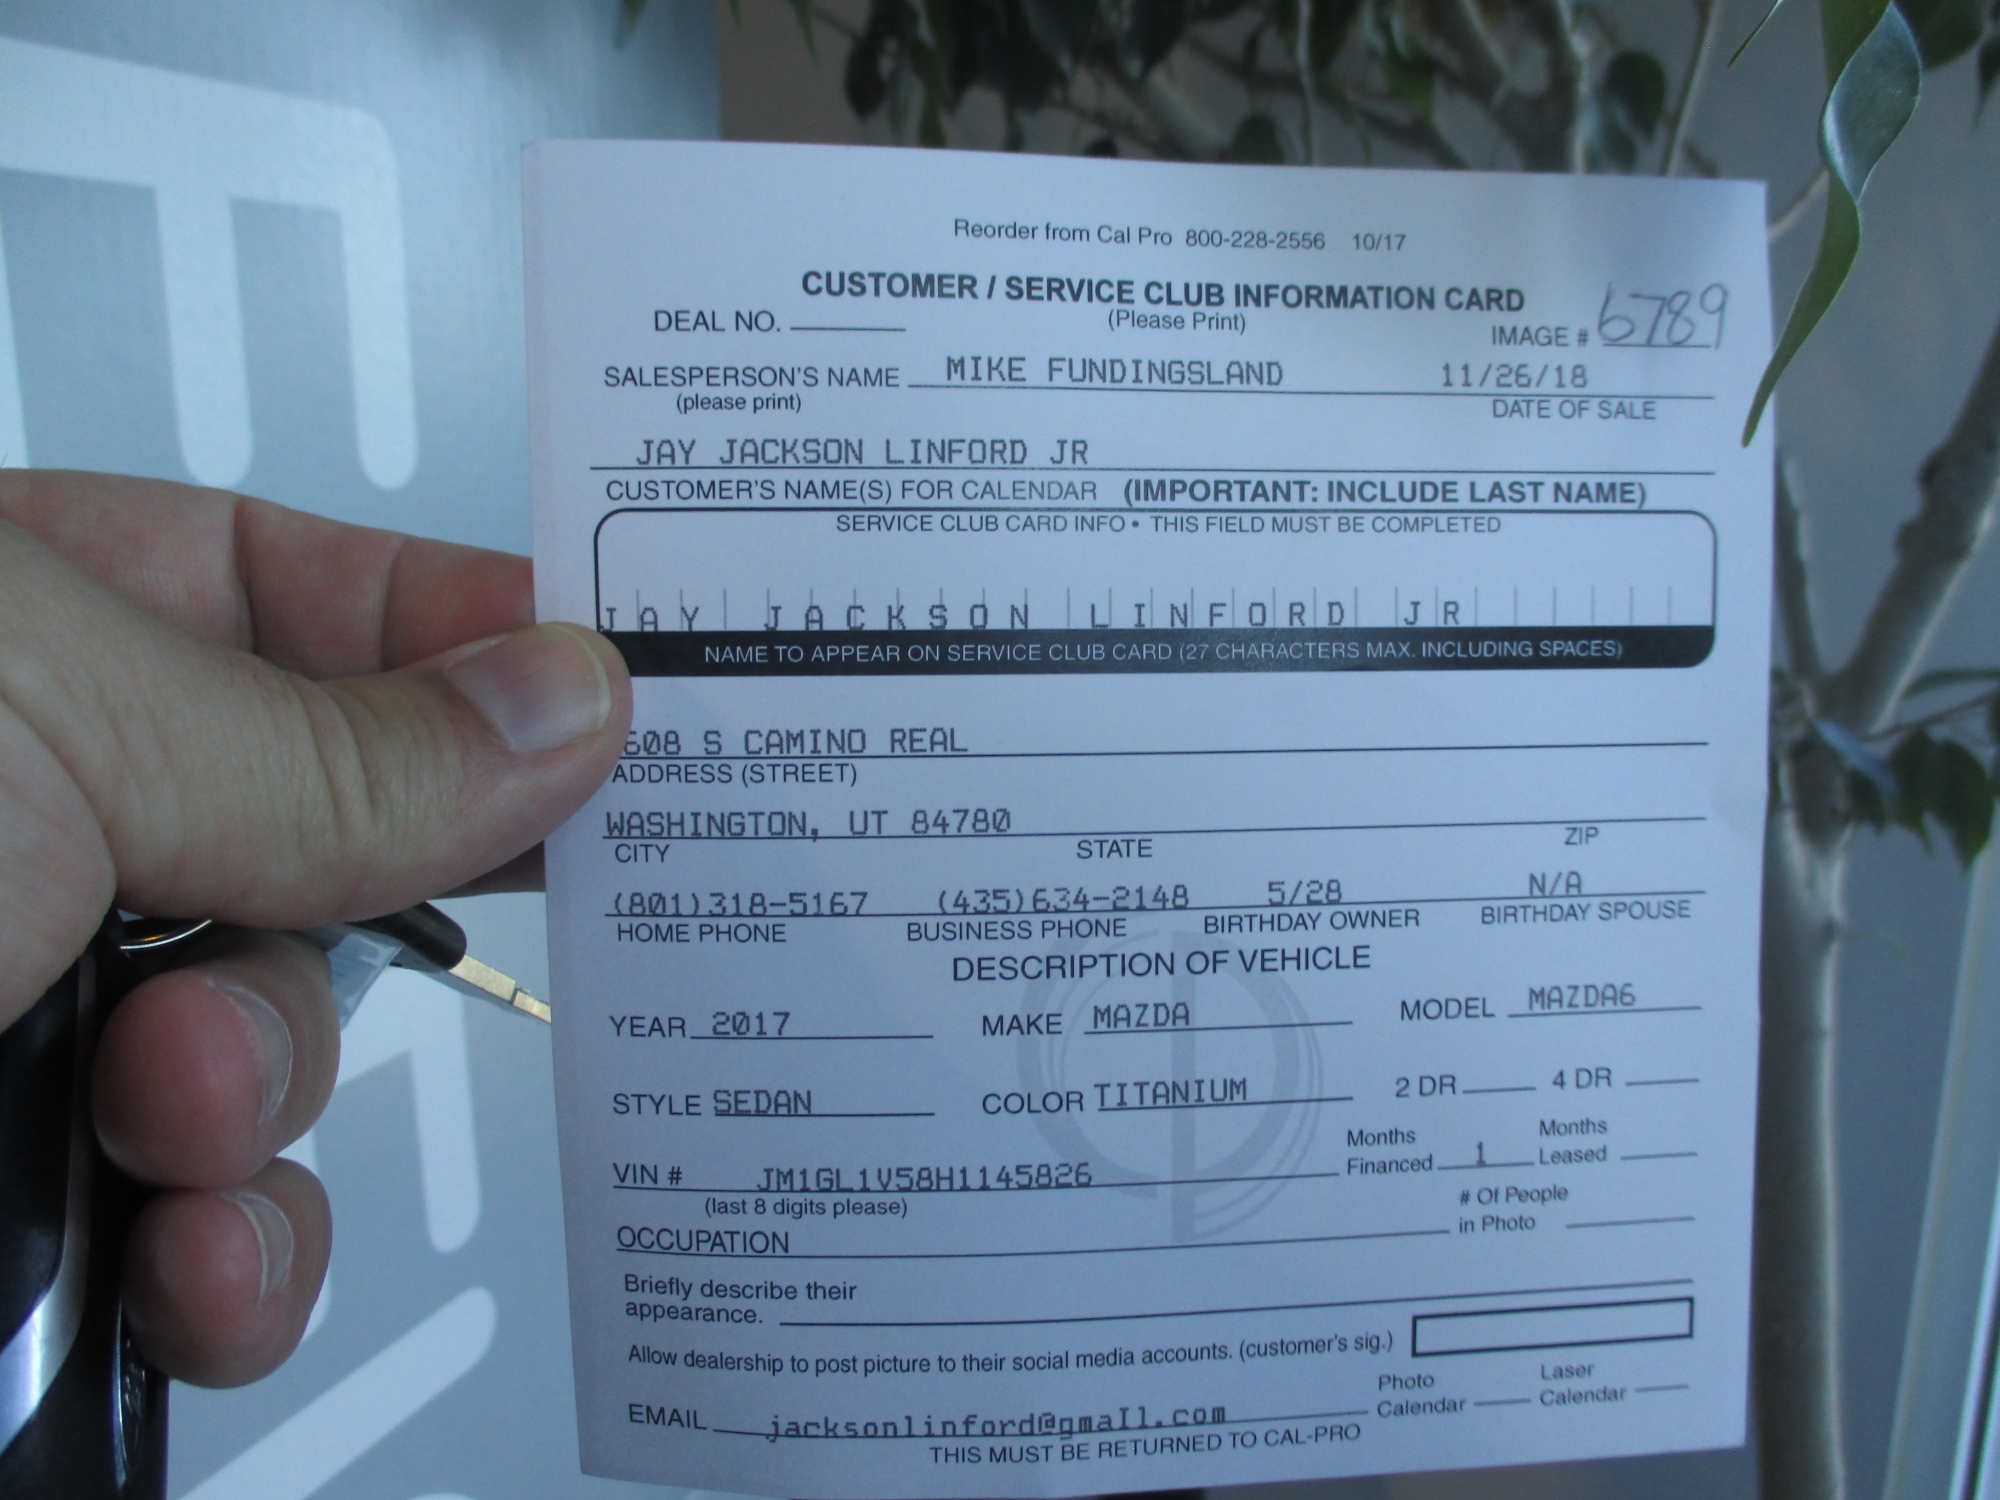 Reorder from Cal Pro 800-228-2556 10/17
CUSTOMER / SERVICE CLUB INFORMATION CARD
DEAL NO. (Please Print) IMAGE # 6789
SALESPERSON'S NAME MIKE FUNDINGSLAND 11/26/18
(please print) DATE OF SALE
JAY JACKSON LINFORD JR
CUSTOMER'S NAME(S) FOR CALENDAR (IMPORTANT: INCLUDE LAST NAME)
SERVICE CLUB CARD INFO • THIS FIELD MUST BE COMPLETED
JAY JACKSON LINFORD JR
NAME TO APPEAR ON SERVICE CLUB CARD (27 CHARACTERS MAX. INCLUDING SPACES)
608 S CAMINO REAL
ADDRESS (STREET)
WASHINGTON, UT 84780
CITY STATE ZIP
(801)318-5167 (435)634-2148 5/28 N/A
HOME PHONE BUSINESS PHONE BIRTHDAY OWNER BIRTHDAY SPOUSE
DESCRIPTION OF VEHICLE
YEAR 2017 MAKE MAZDA MODEL MAZDA6
STYLE SEDAN COLOR TITANIUM 2 DR 4 DR
VIN # JM1GL1V58H1145826 Months Financed 1 Months Leased
(last 8 digits please)
OCCUPATION # Of People in Photo
Briefly describe their
appearance.
Allow dealership to post picture to their social media accounts. (customer's sig.)
EMAIL jacksonlinford@gmaIl.com Photo Calendar Laser Calendar
THIS MUST BE RETURNED TO CAL-PRO